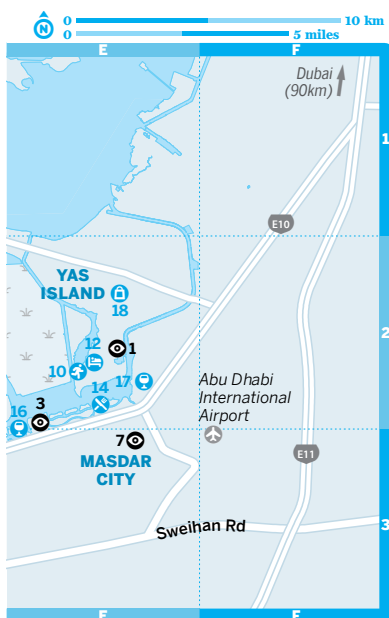 N
0
10 km
0
5 miles
E
F
Dubai
(90km)
1
E10
YAS
ISLAND
18
2
12
1
10
17
14
Abu Dhabi
International
Airport
16
3
7
MASDAR
CITY
E11
3
Sweihan Rd
E
F